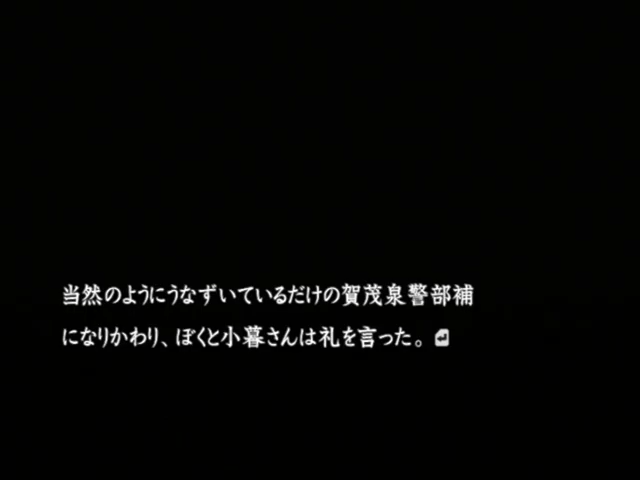 当然のようにうなずいているだけの賀茂泉警部補
になりかわり、ぼくと小暮さんは礼を言った。